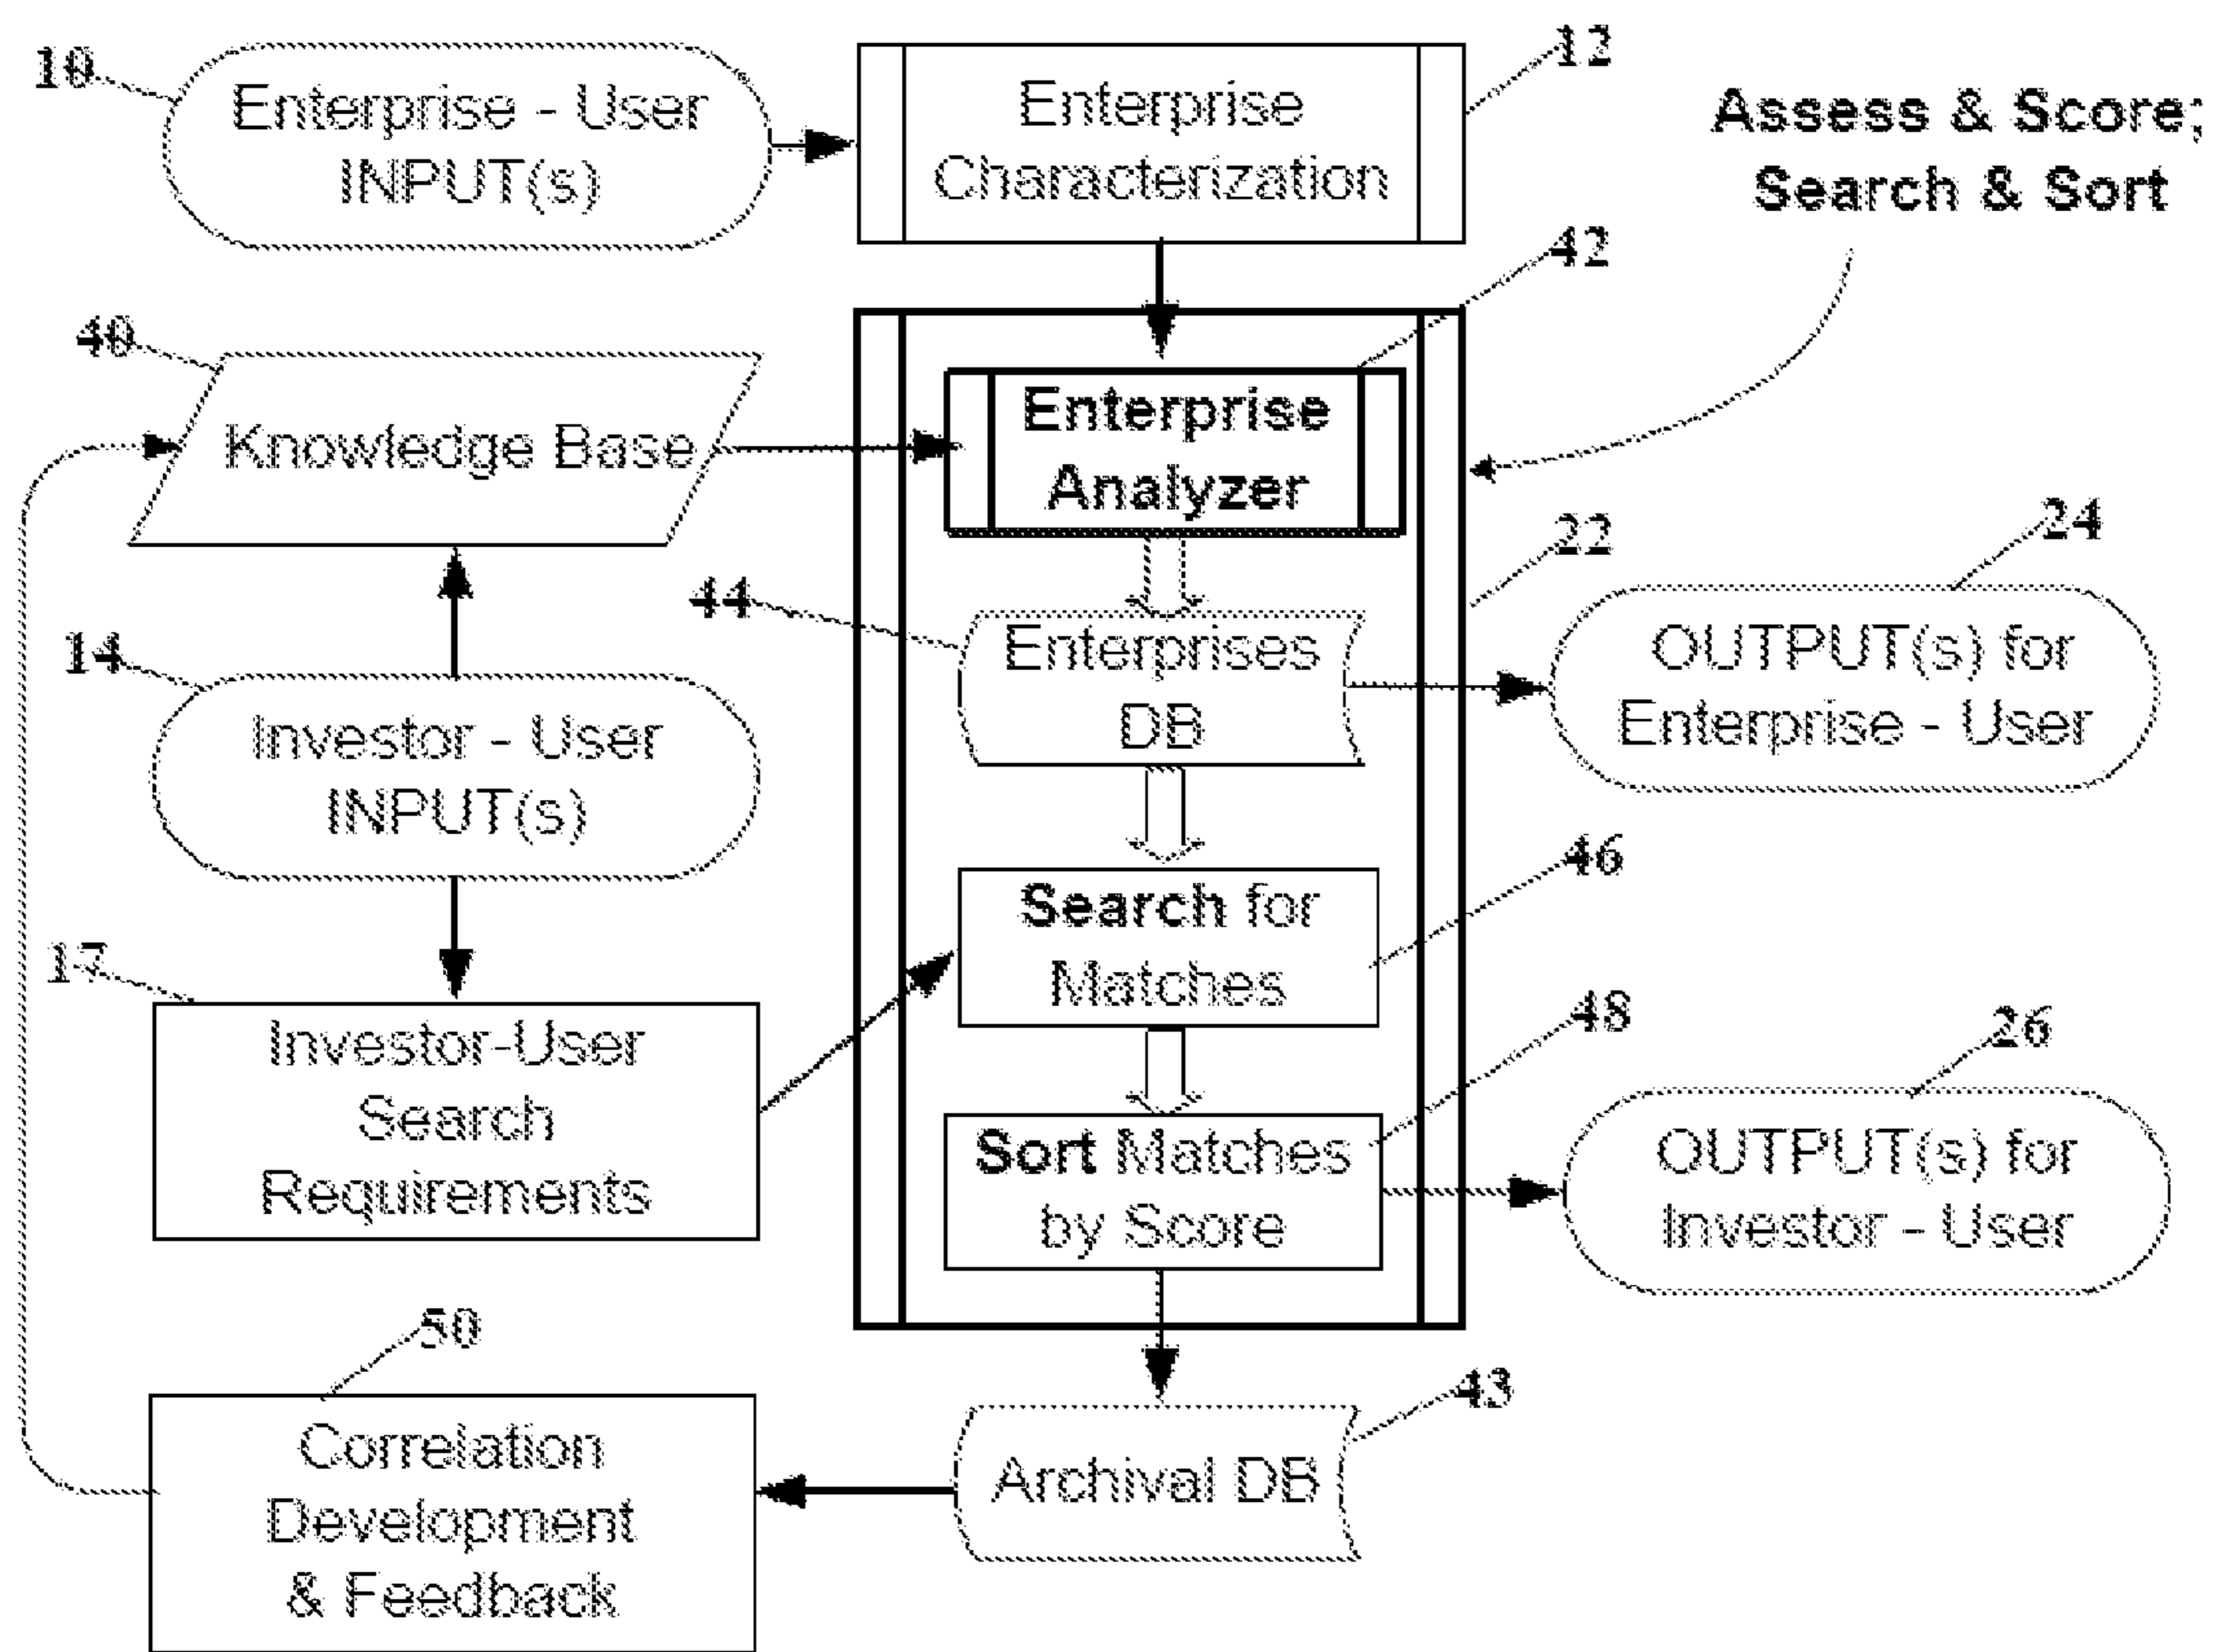 10
Enterprise - User
INPUT(s)
Enterprise
Characterization
12
Assess & Score;
Search & Sort
42
40
Knowledge Base
Enterprise
Analyzer
22
24
44
Enterprises
DB
OUTPUT(s) for
Enterprise - User
14
Investor - User
INPUT(s)
46
Search for
Matches
17
Investor-User
Search
Requirements
48
26
Sort Matches
by Score
OUTPUT(s) for
Investor - User
50
43
Correlation
Development
& Feedback
Archival DB